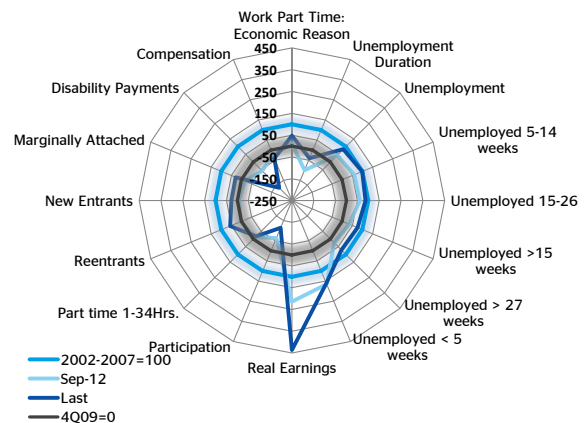 Work Part Time:
Economic Reason
Unemployment
Duration
Unemployment
Unemployed 5-14
weeks
Unemployed 15-26
Unemployed >15
weeks
Unemployed > 27
weeks
Unemployed < 5
weeks
Real Earnings
Participation
Part time 1-34Hrs.
Reentrants
New Entrants
Marginally Attached
Disability Payments
Compensation
450
350
250
150
50
-50
-150
-250
2002-2007=100
Sep-12
Last
4Q09=0